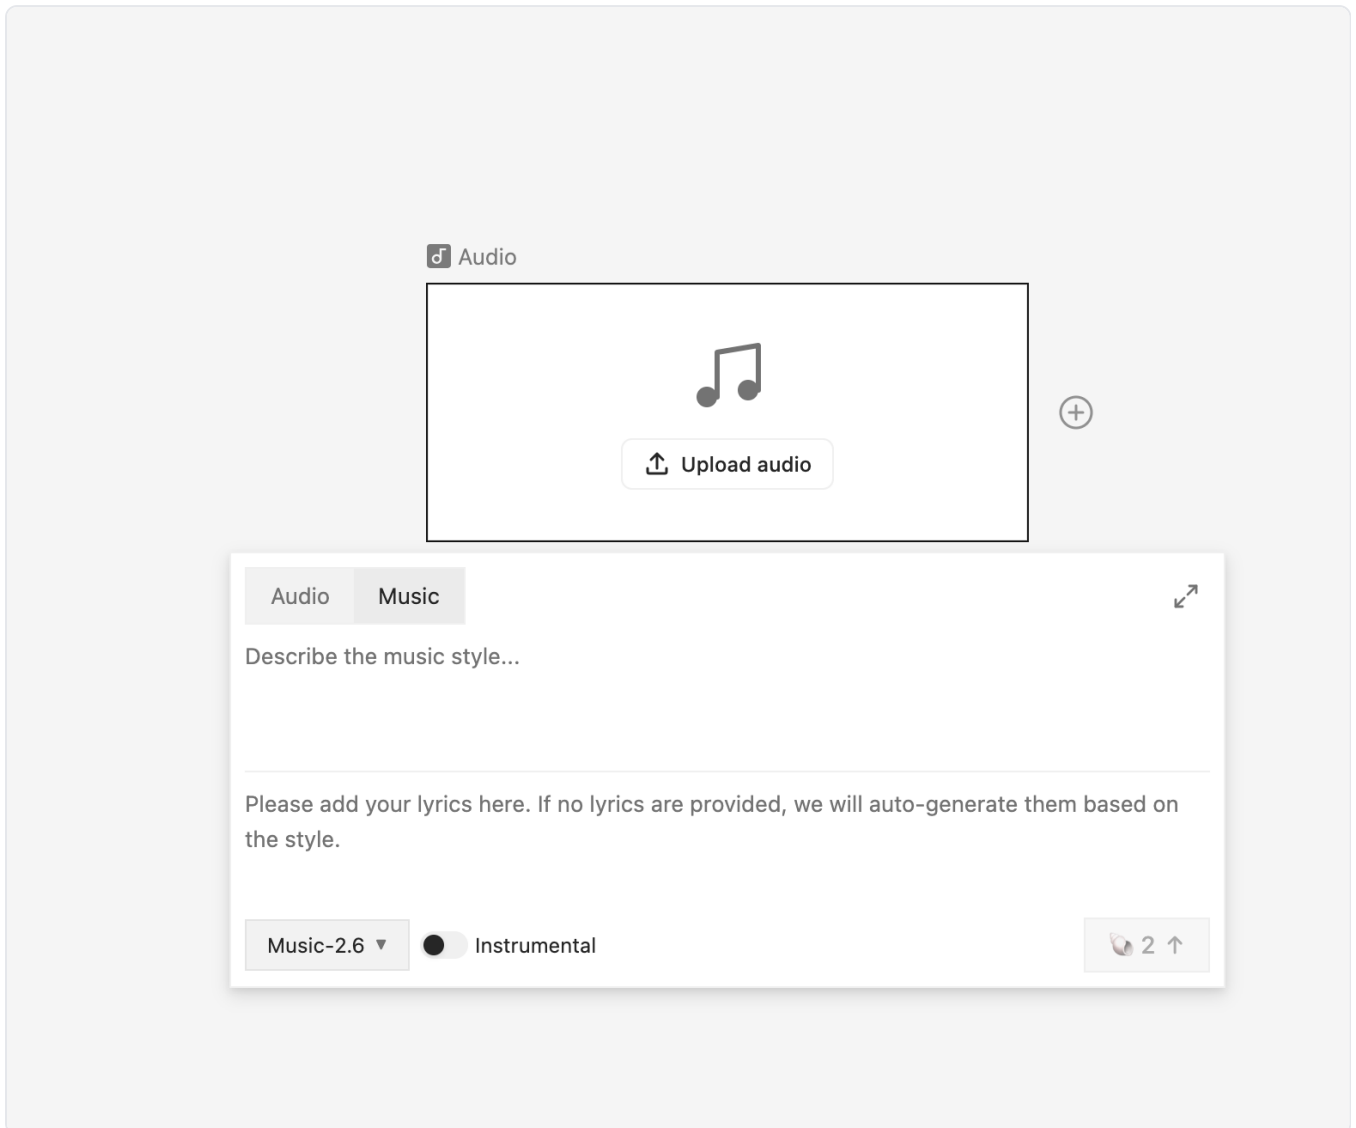 Audio
Upload audio
Audio Music
Describe the music style...
Please add your lyrics here. If no lyrics are provided, we will auto-generate them based on
the style.
Music-2.6 ▼ Instrumental 2 ↑